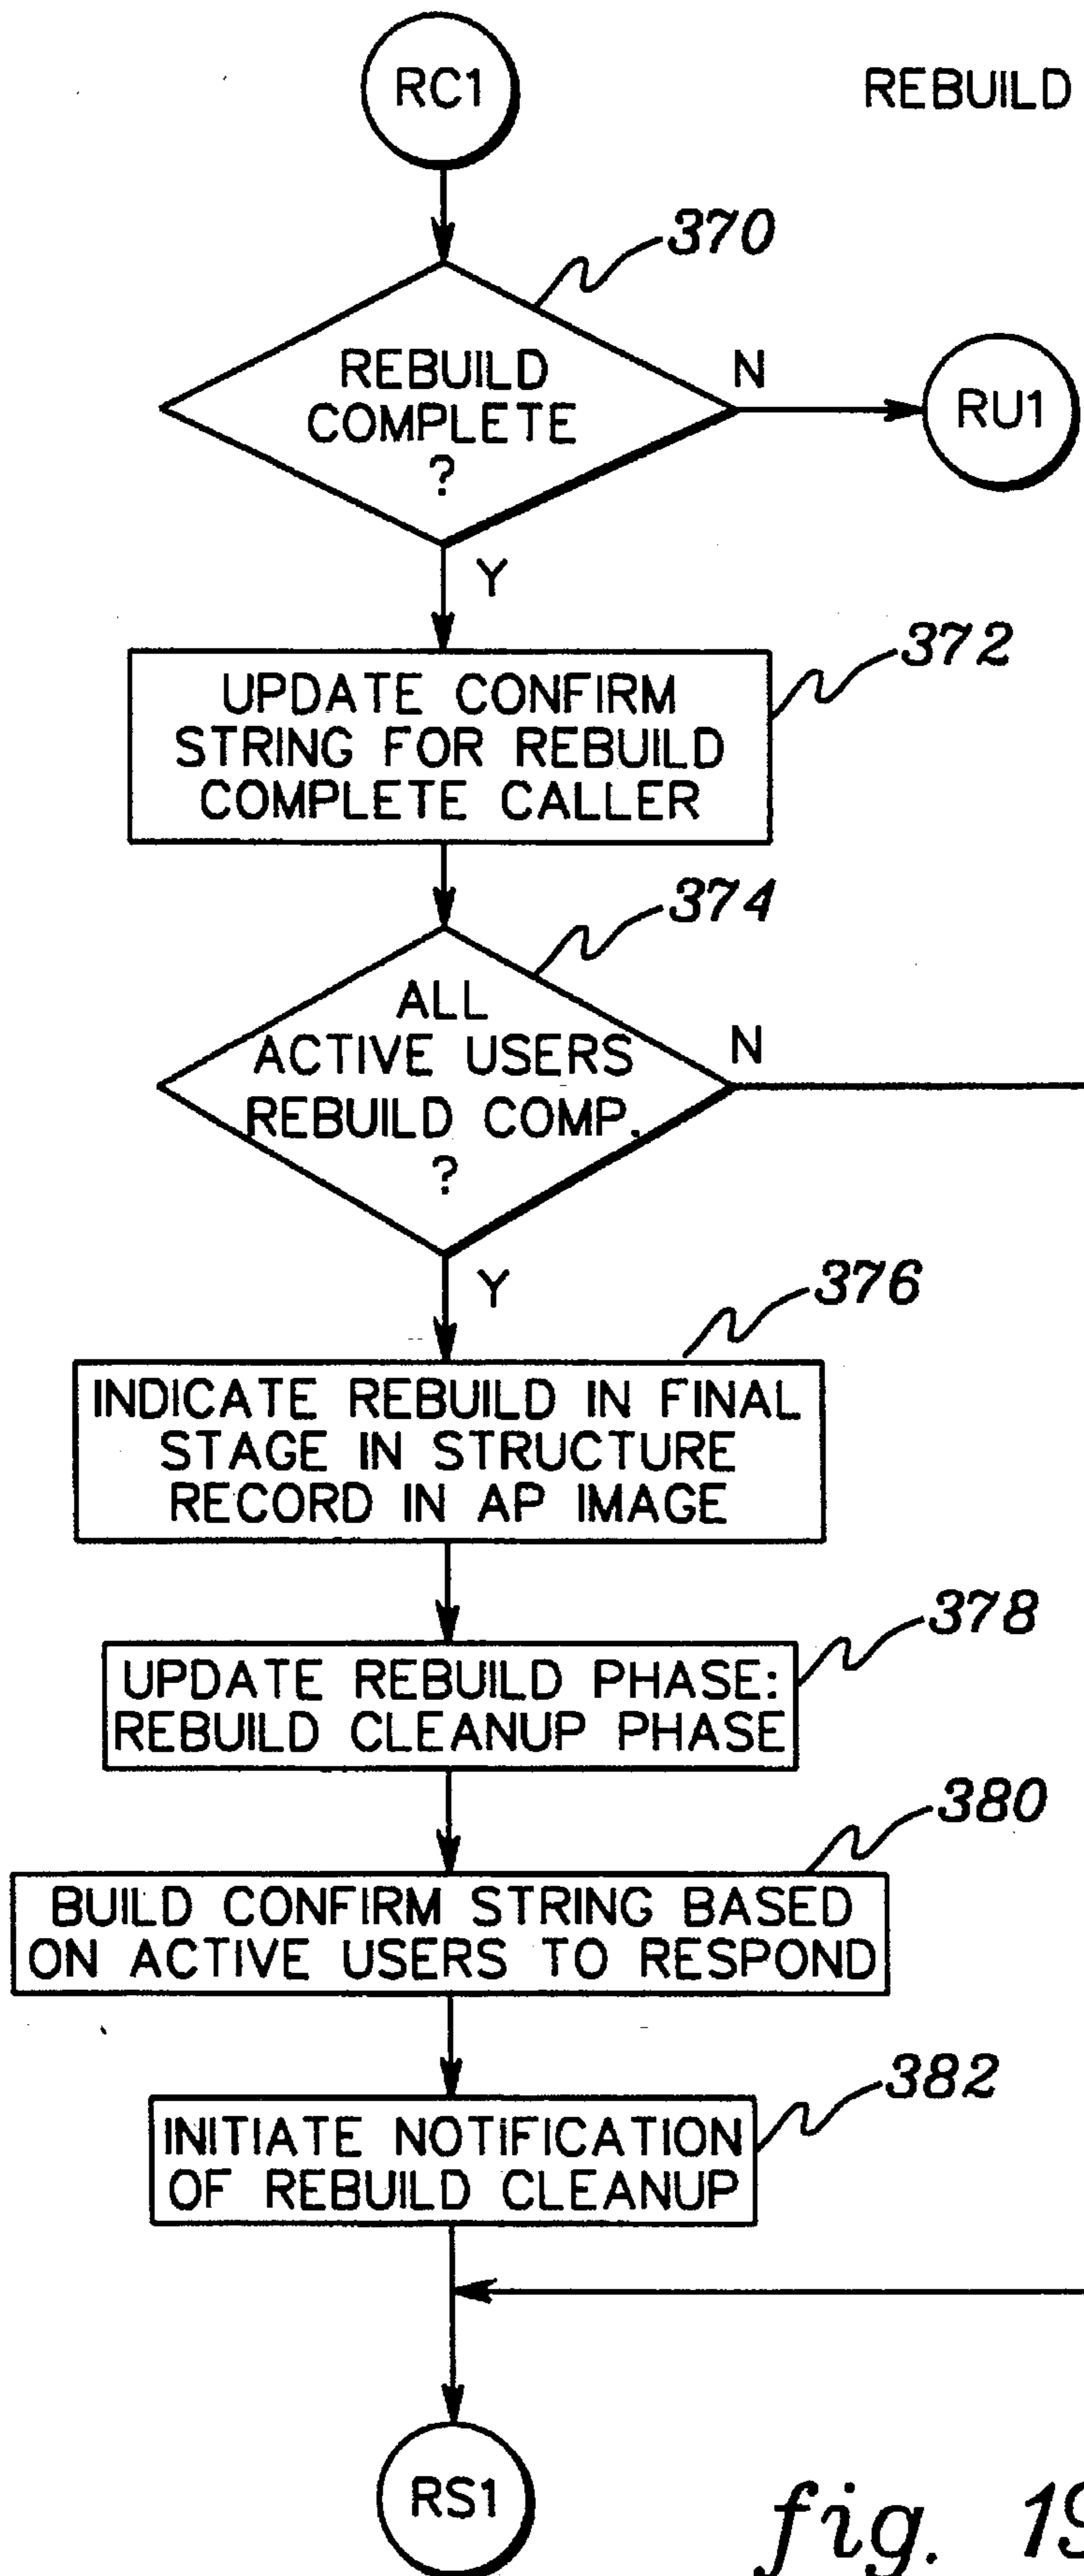 RC1
REBUILD
370
REBUILD
COMPLETE
?
N
RU1
Y
372
UPDATE CONFIRM
STRING FOR REBUILD
COMPLETE CALLER
374
ALL
ACTIVE USERS
REBUILD COMP.
?
N
Y
376
INDICATE REBUILD IN FINAL
STAGE IN STRUCTURE
RECORD IN AP IMAGE
378
UPDATE REBUILD PHASE:
REBUILD CLEANUP PHASE
380
BUILD CONFIRM STRING BASED
ON ACTIVE USERS TO RESPOND
382
INITIATE NOTIFICATION
OF REBUILD CLEANUP
RS1
fig. 19